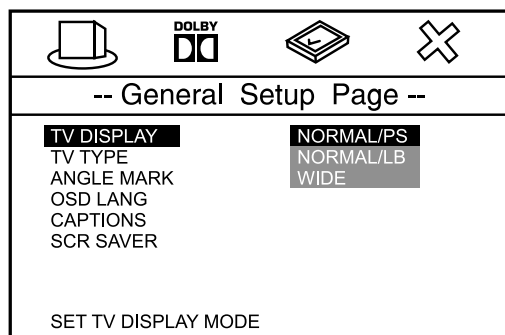 DOLBY
-- General Setup Page --
TV DISPLAY NORMAL/PS
TV TYPE NORMAL/LB
ANGLE MARK WIDE
OSD LANG
CAPTIONS
SCR SAVER
SET TV DISPLAY MODE